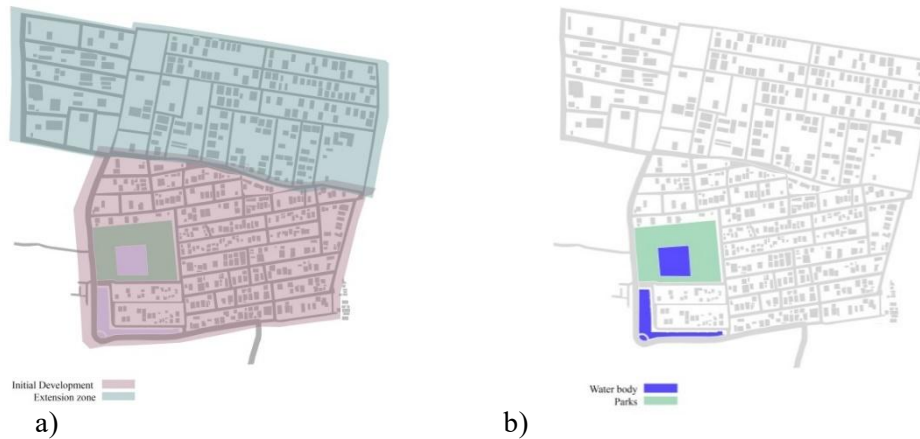 Initial Development
Extension zone
a)
Water body
Parks
b)